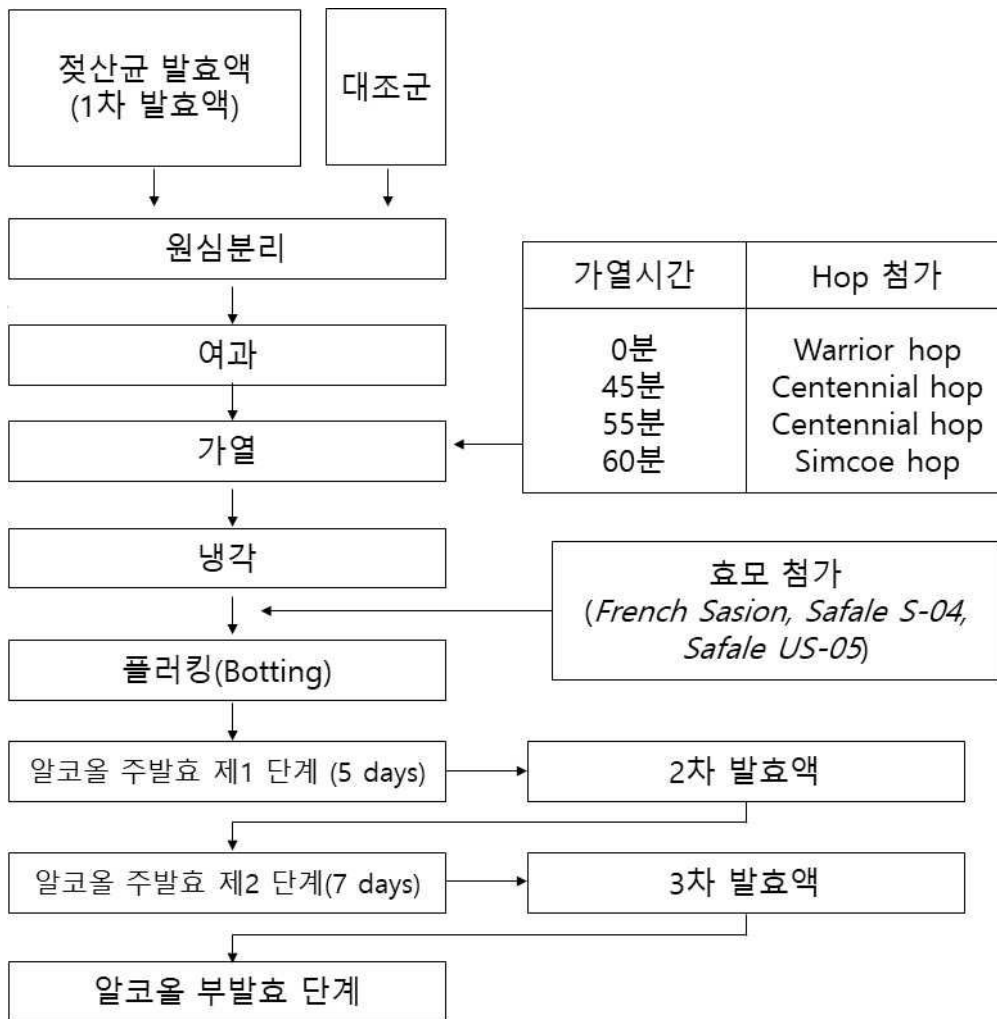 젖산균 발효액
(1차 발효액)
대조군
원심분리
여과
가열
가열시간 Hop 첨가
0분 Warrior hop
45분 Centennial hop
55분 Centennial hop
60분 Simcoe hop
냉각
효모 첨가
(French Sasion, Safale S-04,
Safale US-05)
플러킹(Botting)
알코올 주발효 제1 단계 (5 days)
2차 발효액
알코올 주발효 제2 단계(7 days)
3차 발효액
알코올 부발효 단계